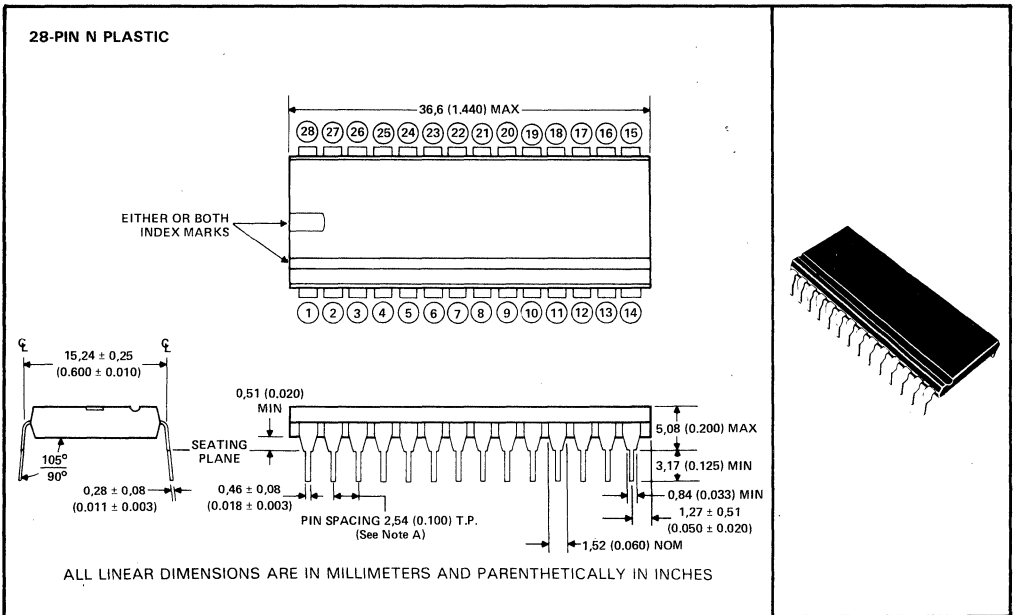 28-PIN N PLASTIC
36,6 (1.440) MAX
28 27 26 25 24 23 22 21 20 19 18 17 16 15
EITHER OR BOTH
INDEX MARKS
1 2 3 4 5 6 7 8 9 10 11 12 13 14
℄ ℄
15,24 ± 0,25
(0.600 ± 0.010)
0,51 (0.020)
MIN
5,08 (0.200) MAX
SEATING
PLANE
105°
90°
3,17 (0.125) MIN
0,28 ± 0,08
(0.011 ± 0.003)
0,46 ± 0,08
(0.018 ± 0.003)
0,84 (0.033) MIN
1,27 ± 0,51
(0.050 ± 0.020)
PIN SPACING 2,54 (0.100) T.P.
(See Note A)
1,52 (0.060) NOM
ALL LINEAR DIMENSIONS ARE IN MILLIMETERS AND PARENTHETICALLY IN INCHES